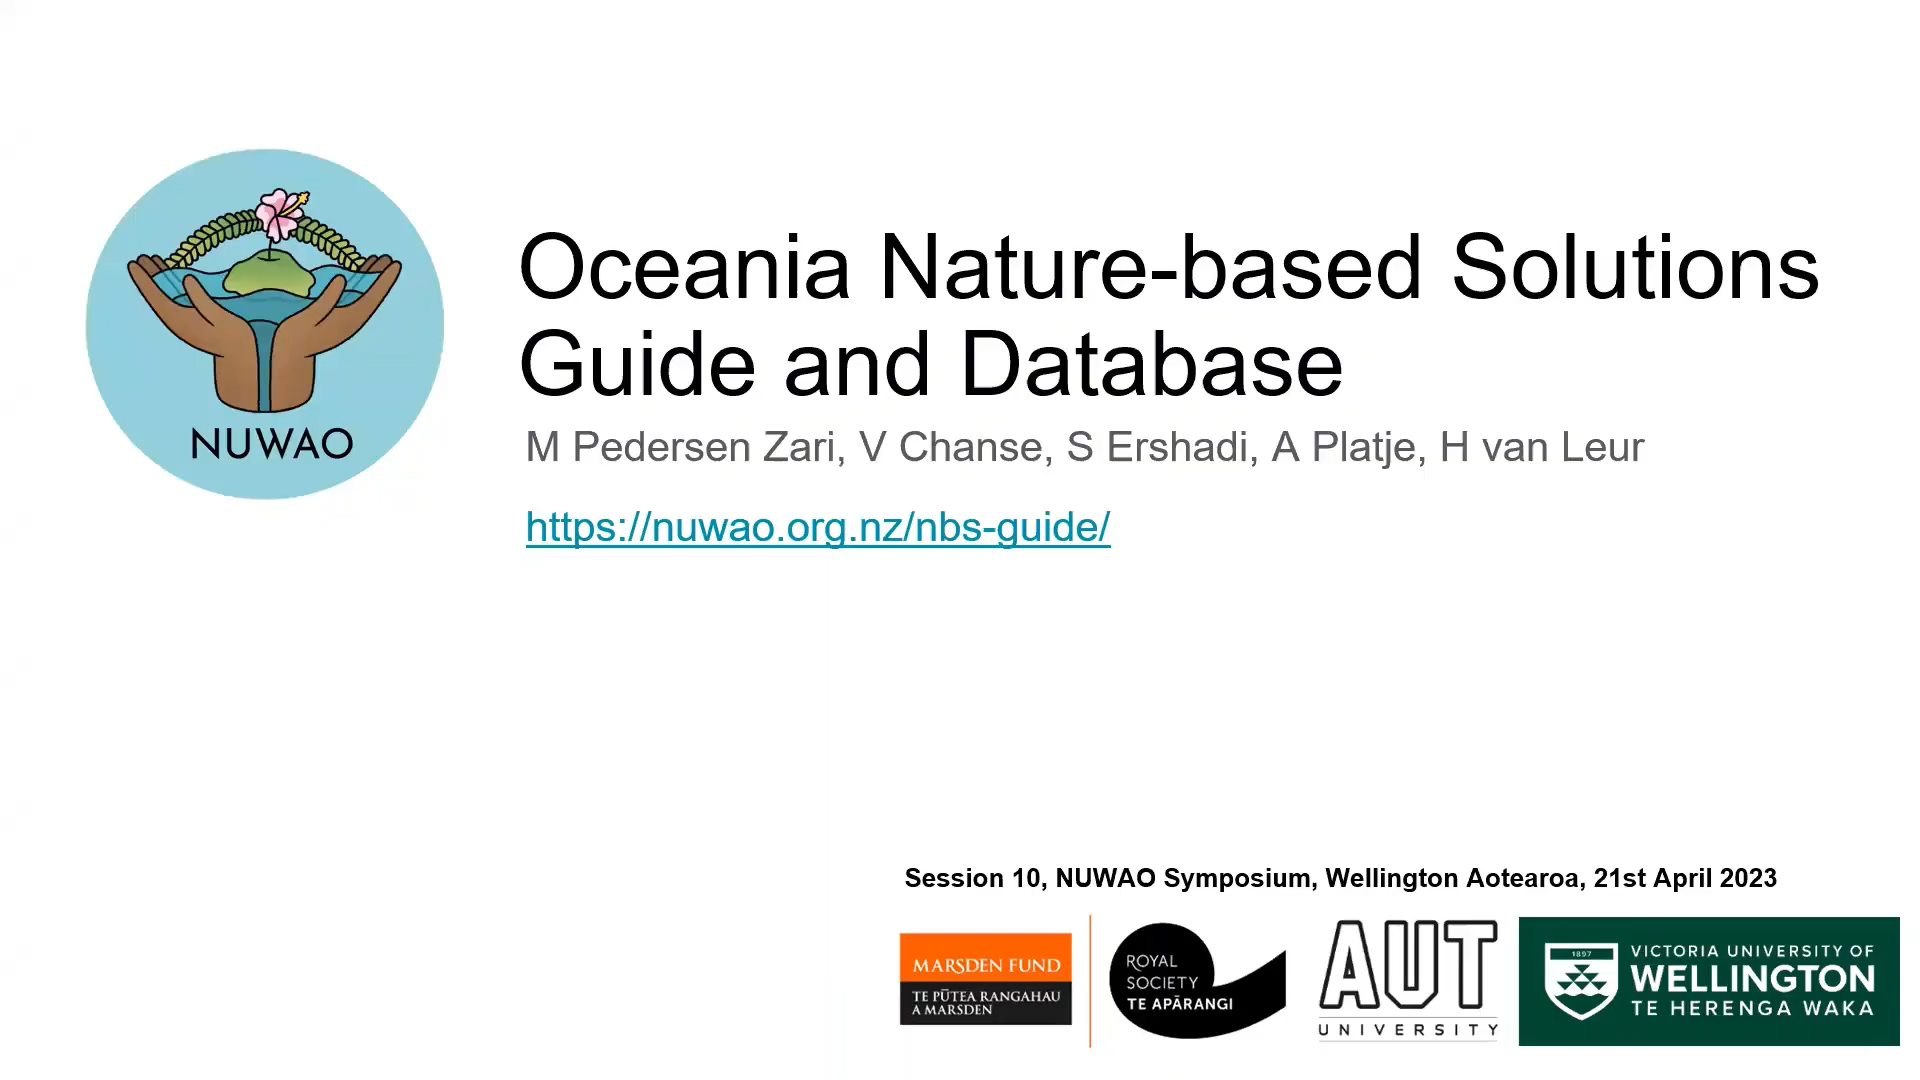 NUWAO
Oceania Nature-based Solutions
Guide and Database
M Pedersen Zari, V Chanse, S Ershadi, A Platje, H van Leur
https://nuwao.org.nz/nbs-guide/
Session 10, NUWAO Symposium, Wellington Aotearoa, 21st April 2023
MARSDEN FUND
TE PŪTEA RANGAHAU
A MARSDEN
ROYAL
SOCIETY
TE APĀRANGI
AUT
UNIVERSITY
1897
VICTORIA UNIVERSITY OF
WELLINGTON
TE HERENGA WAKA